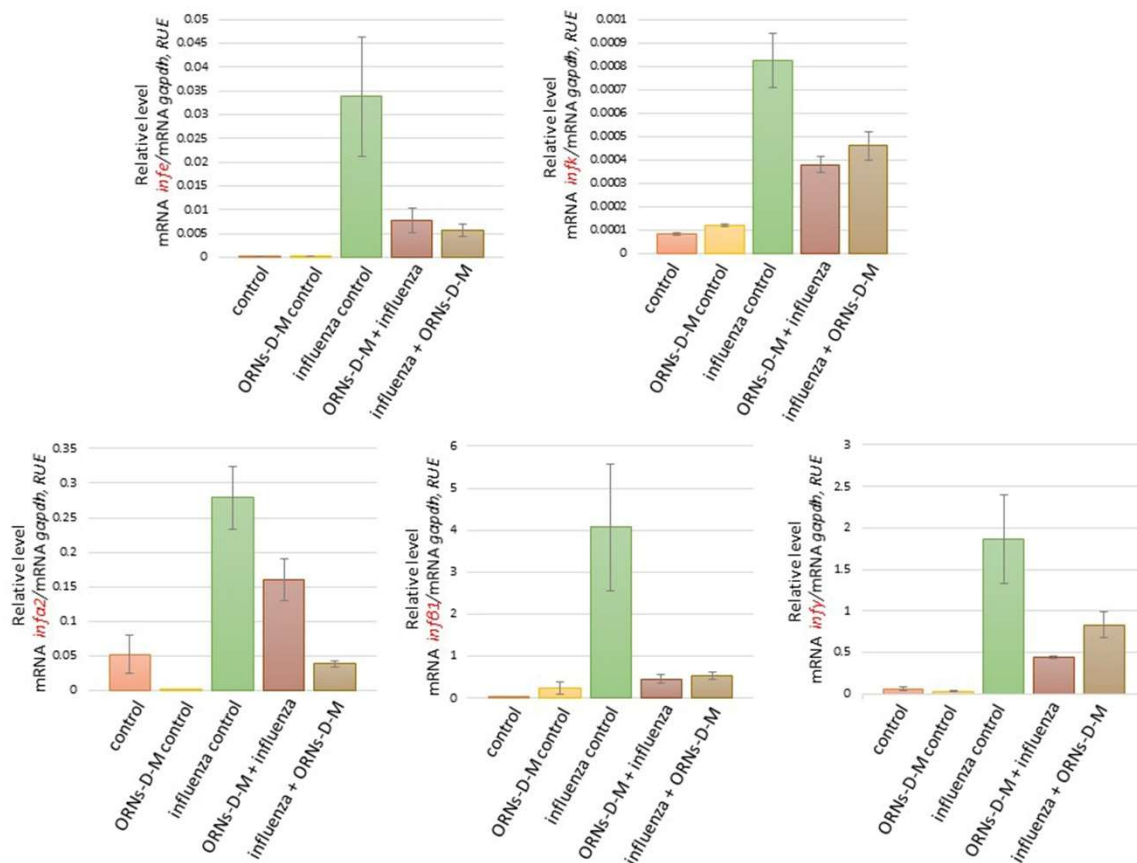 Relative level
mRNA infe/mRNA gapdh, RUE
0.05
0.045
0.04
0.035
0.03
0.025
0.02
0.015
0.01
0.005
0
control
ORNs-D-M control
influenza control
ORNs-D-M + influenza
influenza + ORNs-D-M
Relative level
mRNA infk/mRNA gapdh, RUE
0.001
0.0009
0.0008
0.0007
0.0006
0.0005
0.0004
0.0003
0.0002
0.0001
0
control
ORNs-D-M control
influenza control
ORNs-D-M + influenza
influenza + ORNs-D-M
Relative level
mRNA infα2/mRNA gapdh, RUE
0.35
0.3
0.25
0.2
0.15
0.1
0.05
0
control
ORNs-D-M control
influenza control
ORNs-D-M + influenza
influenza + ORNs-D-M
Relative level
mRNA infβ1/mRNA gapdh, RUE
6
5
4
3
2
1
0
control
ORNs-D-M control
influenza control
ORNs-D-M + influenza
influenza + ORNs-D-M
Relative level
mRNA infγ/mRNA gapdh, RUE
3
2.5
2
1.5
1
0.5
0
control
ORNs-D-M control
influenza control
ORNs-D-M + influenza
influenza + ORNs-D-M